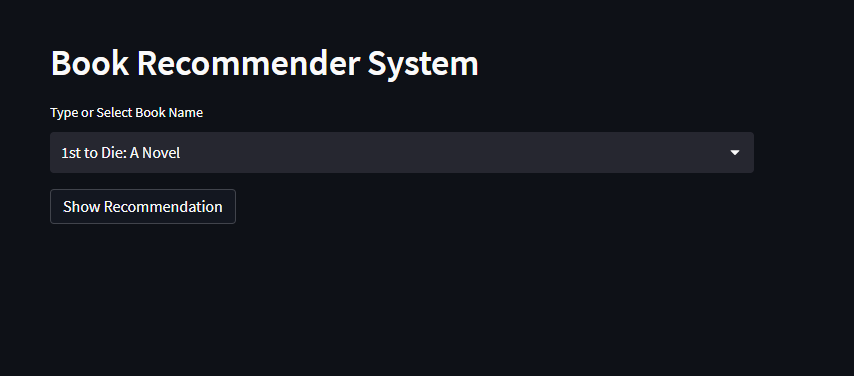 Book Recommender System
Type or Select Book Name
1st to Die: A Novel
Show Recommendation